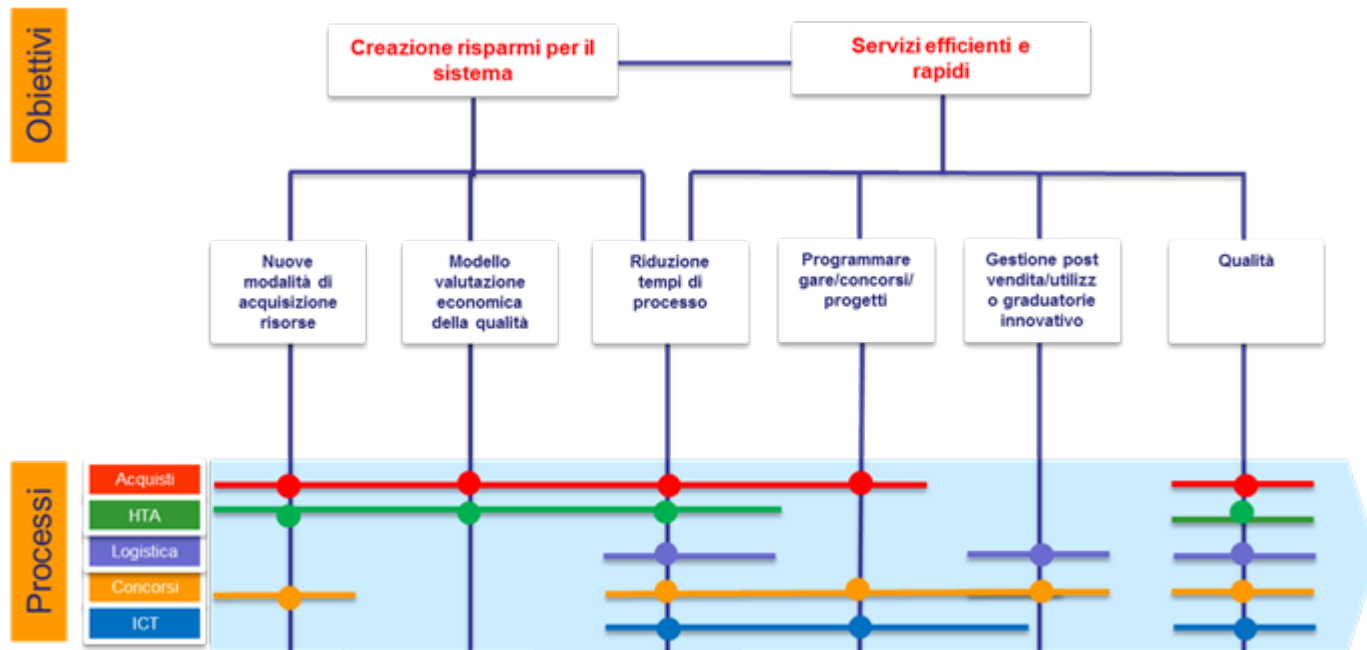 Obiettivi
Creazione risparmi per il
sistema
Servizi efficienti e
rapidi
Nuove
modalità di
acquisizione
risorse
Modello
valutazione
economica
della qualità
Riduzione
tempi di
processo
Programmare
gare/concorsi/
progetti
Gestione post
vendita/utilizz
o graduatorie
innovativo
Qualità
Processi
Acquisti
HTA
Logistica
Concorsi
ICT